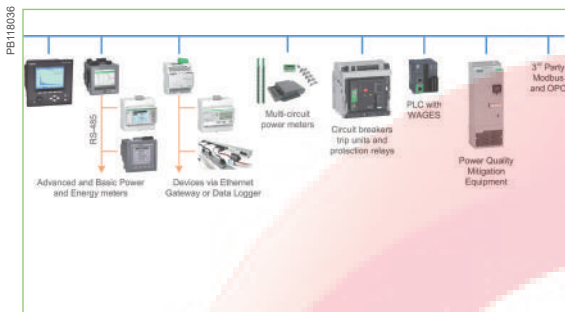 PB118036
RS-485
Advanced and Basic Power
and Energy meters
Devices via Ethernet
Gateway or Data Logger
Multi-circuit
power meters
Circuit breakers
trip units and
protection relays
PLC with
WAGES
Power Quality
Mitigation
Equipment
3rd Party
Modbus
and OPC